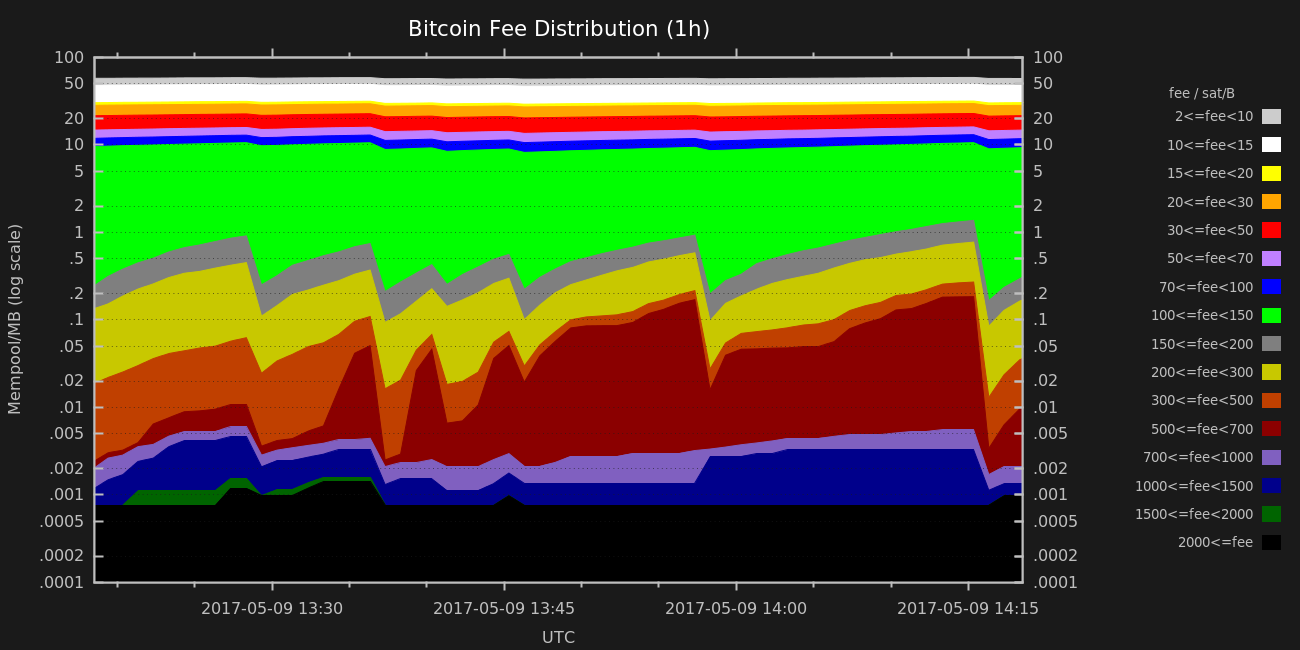 Bitcoin Fee Distribution (1h)
100
50
20
10
5
2
1
.5
.2
.1
.05
.02
.01
.005
.002
.001
.0005
.0002
.0001
Mempool/MB (log scale)
100
50
20
10
5
2
1
.5
.2
.1
.05
.02
.01
.005
.002
.001
.0005
.0002
.0001
2017-05-09 13:30
2017-05-09 13:45
2017-05-09 14:00
2017-05-09 14:15
UTC
fee / sat/B
2<=fee<10
10<=fee<15
15<=fee<20
20<=fee<30
30<=fee<50
50<=fee<70
70<=fee<100
100<=fee<150
150<=fee<200
200<=fee<300
300<=fee<500
500<=fee<700
700<=fee<1000
1000<=fee<1500
1500<=fee<2000
2000<=fee